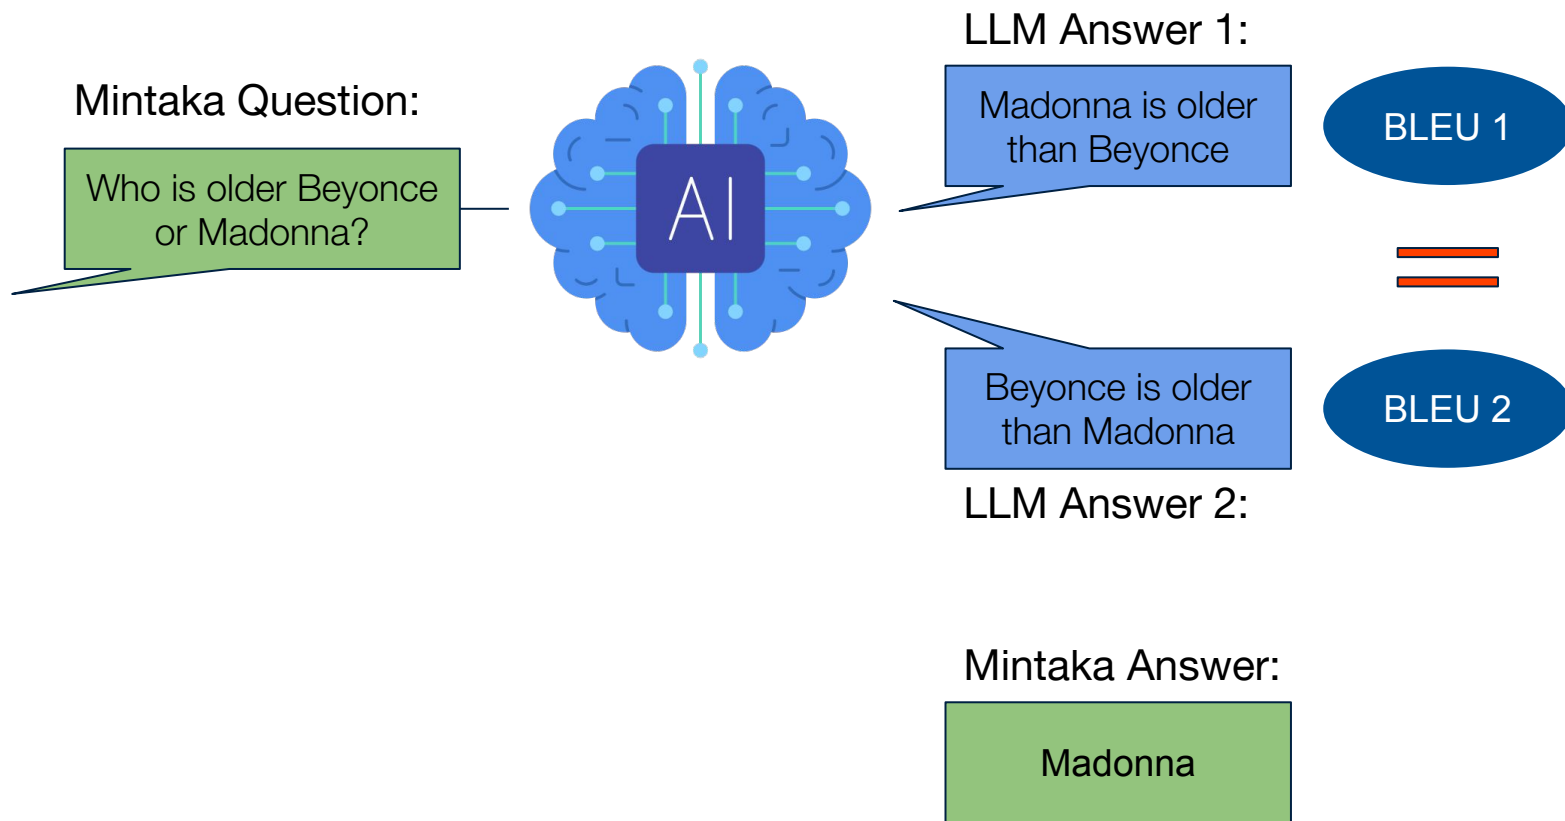 Mintaka Question:
Who is older Beyonce
or Madonna?
AI
LLM Answer 1:
Madonna is older
than Beyonce
BLEU 1
Beyonce is older
than Madonna
BLEU 2
LLM Answer 2:
Mintaka Answer:
Madonna